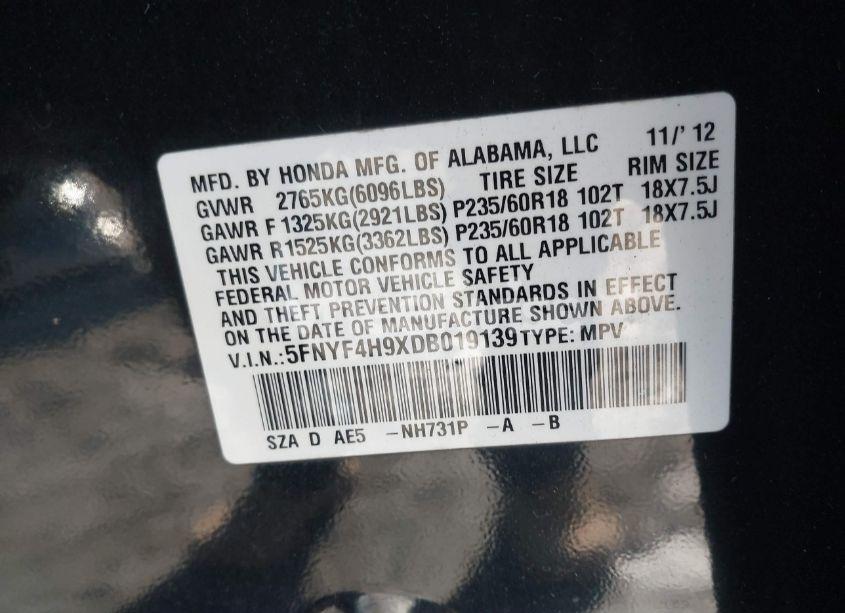 MFD. BY HONDA MFG. OF ALABAMA, LLC 11/' 12
GVWR 2765KG(6096LBS) TIRE SIZE RIM SIZE
GAWR F 1325KG(2921LBS) P235/60R18 102T 18X7.5J
GAWR R1525KG(3362LBS) P235/60R18 102T 18X7.5J
THIS VEHICLE CONFORMS TO ALL APPLICABLE
FEDERAL MOTOR VEHICLE SAFETY
AND THEFT PREVENTION STANDARDS IN EFFECT
ON THE DATE OF MANUFACTURE SHOWN ABOVE.
V.I.N.:5FNYF4H9XDB019139 TYPE: MPV
SZA D AE5 -NH731P -A -B